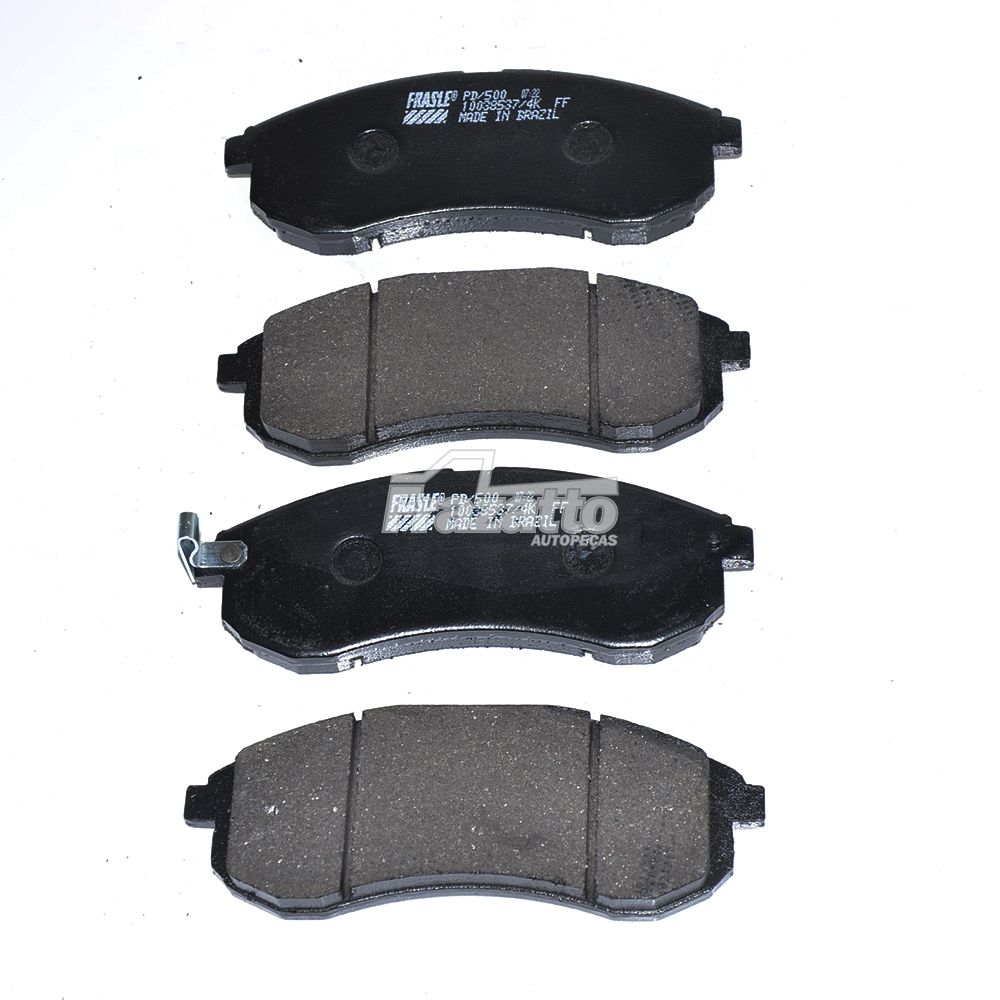 FRASLE® PD/500 07-22
10038537/4K FF
MADE IN BRAZIL
FRASLE PD/500 07-22
10038537/4K FF
MADE IN BRAZIL
AUTOPEÇAS